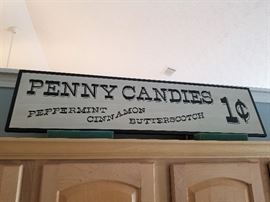 PENNY CANDIES 1¢
PEPPERMINT
CINNAMON
BUTTERSCOTCH